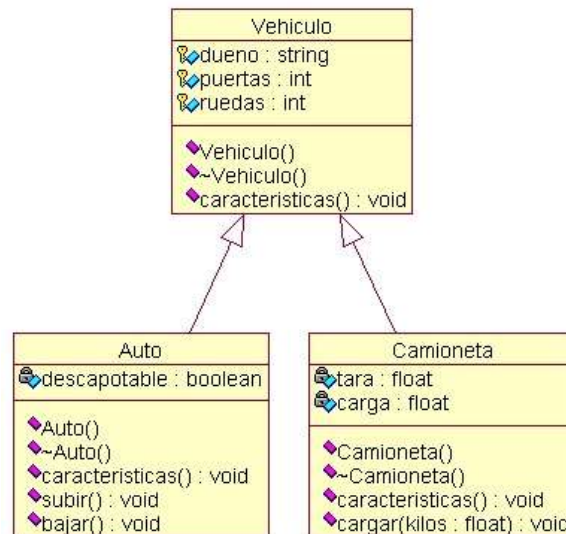 Vehiculo
dueno : string
puertas : int
ruedas : int
Vehiculo()
~Vehiculo()
caracteristicas() : void
Auto
descapotable : boolean
Auto()
~Auto()
caracteristicas() : void
subir() : void
bajar() : void
Camioneta
tara : float
carga : float
Camioneta()
~Camioneta()
caracteristicas() : void
cargar(kilos : float) : void